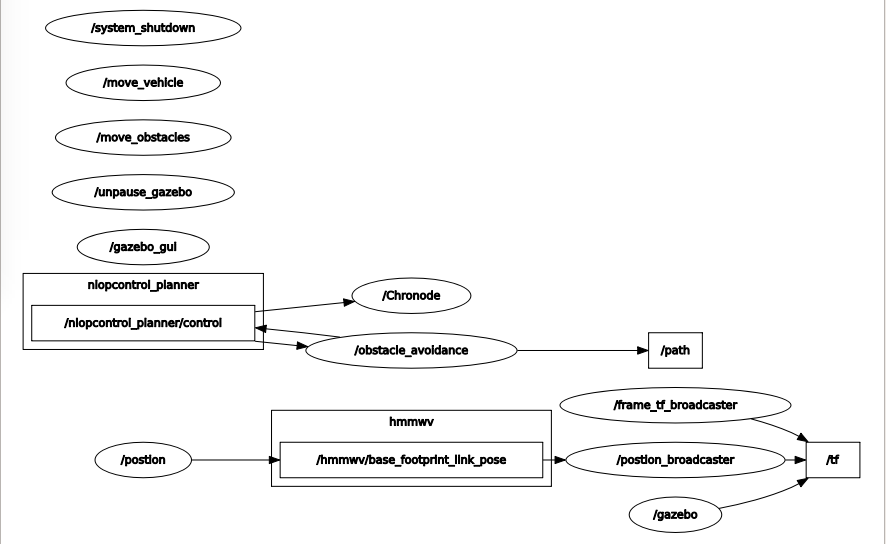 /system_shutdown
/move_vehicle
/move_obstacles
/unpause_gazebo
/gazebo_gui
nlopcontrol_planner
/nlopcontrol_planner/control
/Chronode
/obstacle_avoidance
/path
/frame_tf_broadcaster
hmmwv
/postion
/hmmwv/base_footprint_link_pose
/postion_broadcaster
/tf
/gazebo